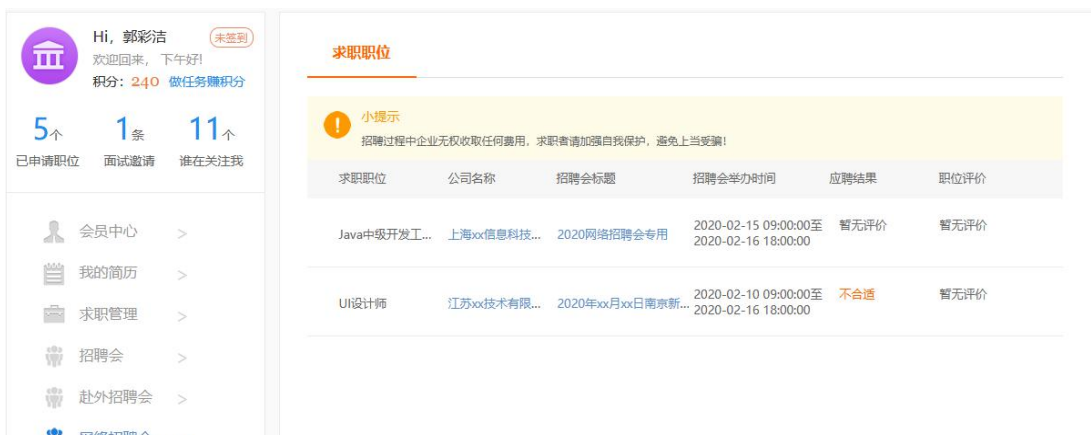 Hi，郭彩洁
未签到
欢迎回来，下午好!
积分：240 做任务赚积分
5个 1条 11个
已申请职位 面试邀请 谁在关注我
会员中心 >
我的简历 >
求职管理 >
招聘会 >
赴外招聘会 >
网络招聘会
求职职位
小提示
招聘过程中企业无权收取任何费用，求职者请加强自我保护，避免上当受骗!
求职职位 公司名称 招聘会标题 招聘会举办时间 应聘结果 职位评价
Java中级开发工... 上海xx信息科技... 2020网络招聘会专用 2020-02-15 09:00:00至 暂无评价 暂无评价
2020-02-16 18:00:00
UI设计师 江苏xx技术有限... 2020年xx月xx日南京新... 2020-02-10 09:00:00至 不合适 暂无评价
2020-02-16 18:00:00